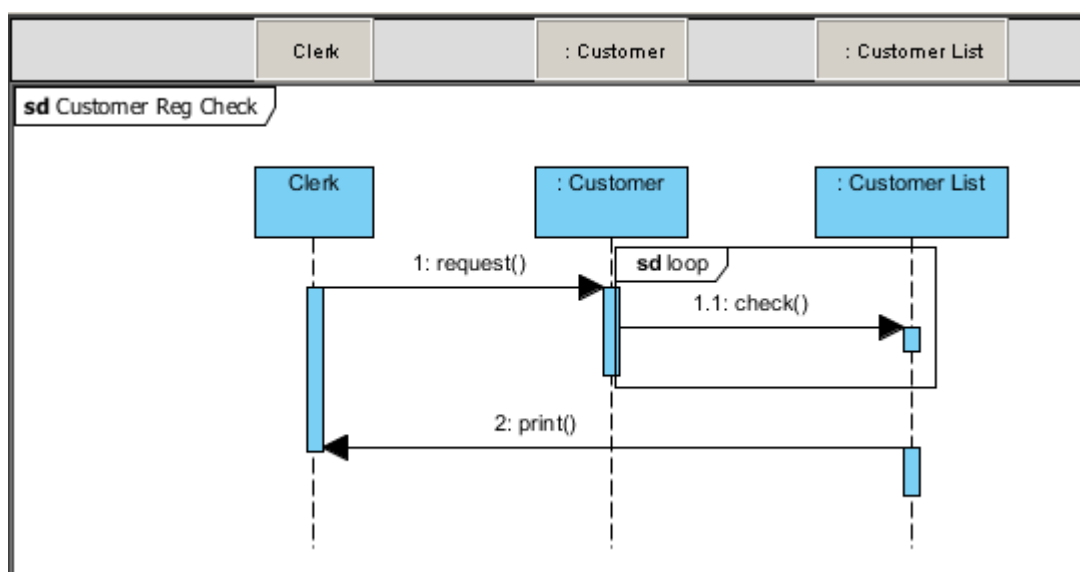 Clerk
: Customer
: Customer List
sd Customer Reg Check
Clerk
: Customer
: Customer List
1: request()
sd loop
1.1: check()
2: print()